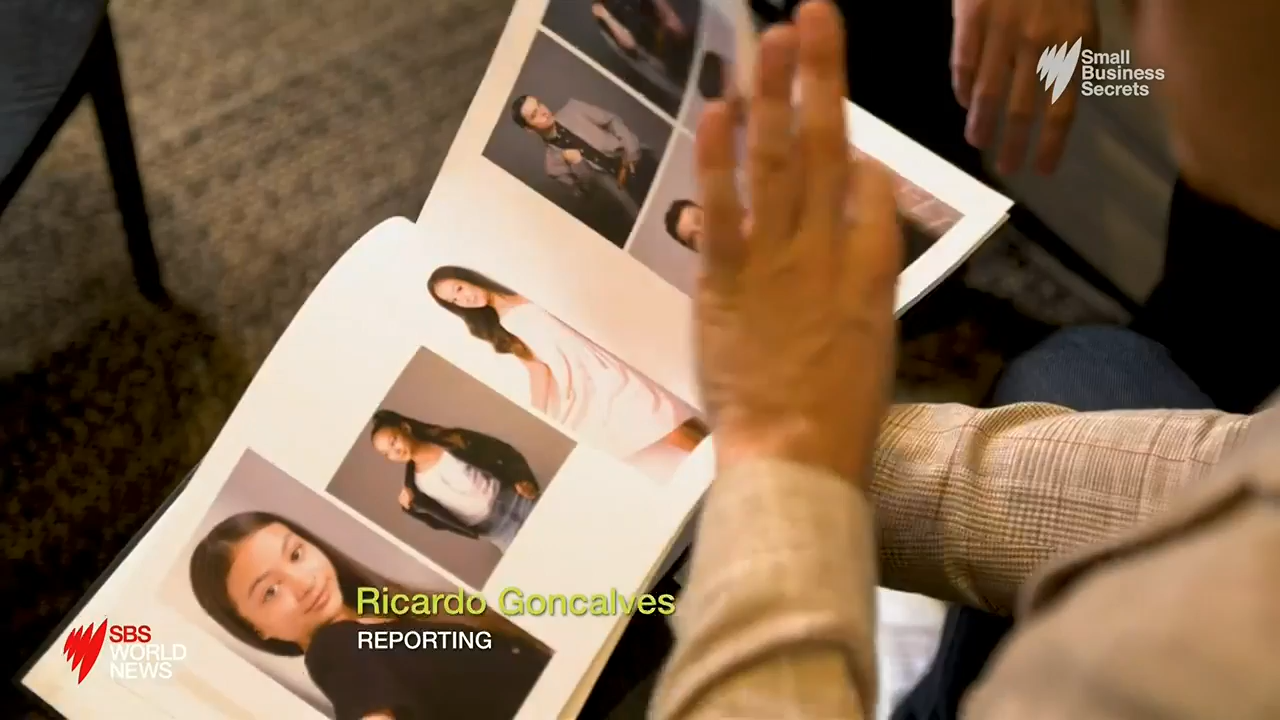 Small
Business
Secrets
Ricardo Goncalves
REPORTING
SBS
WORLD
NEWS